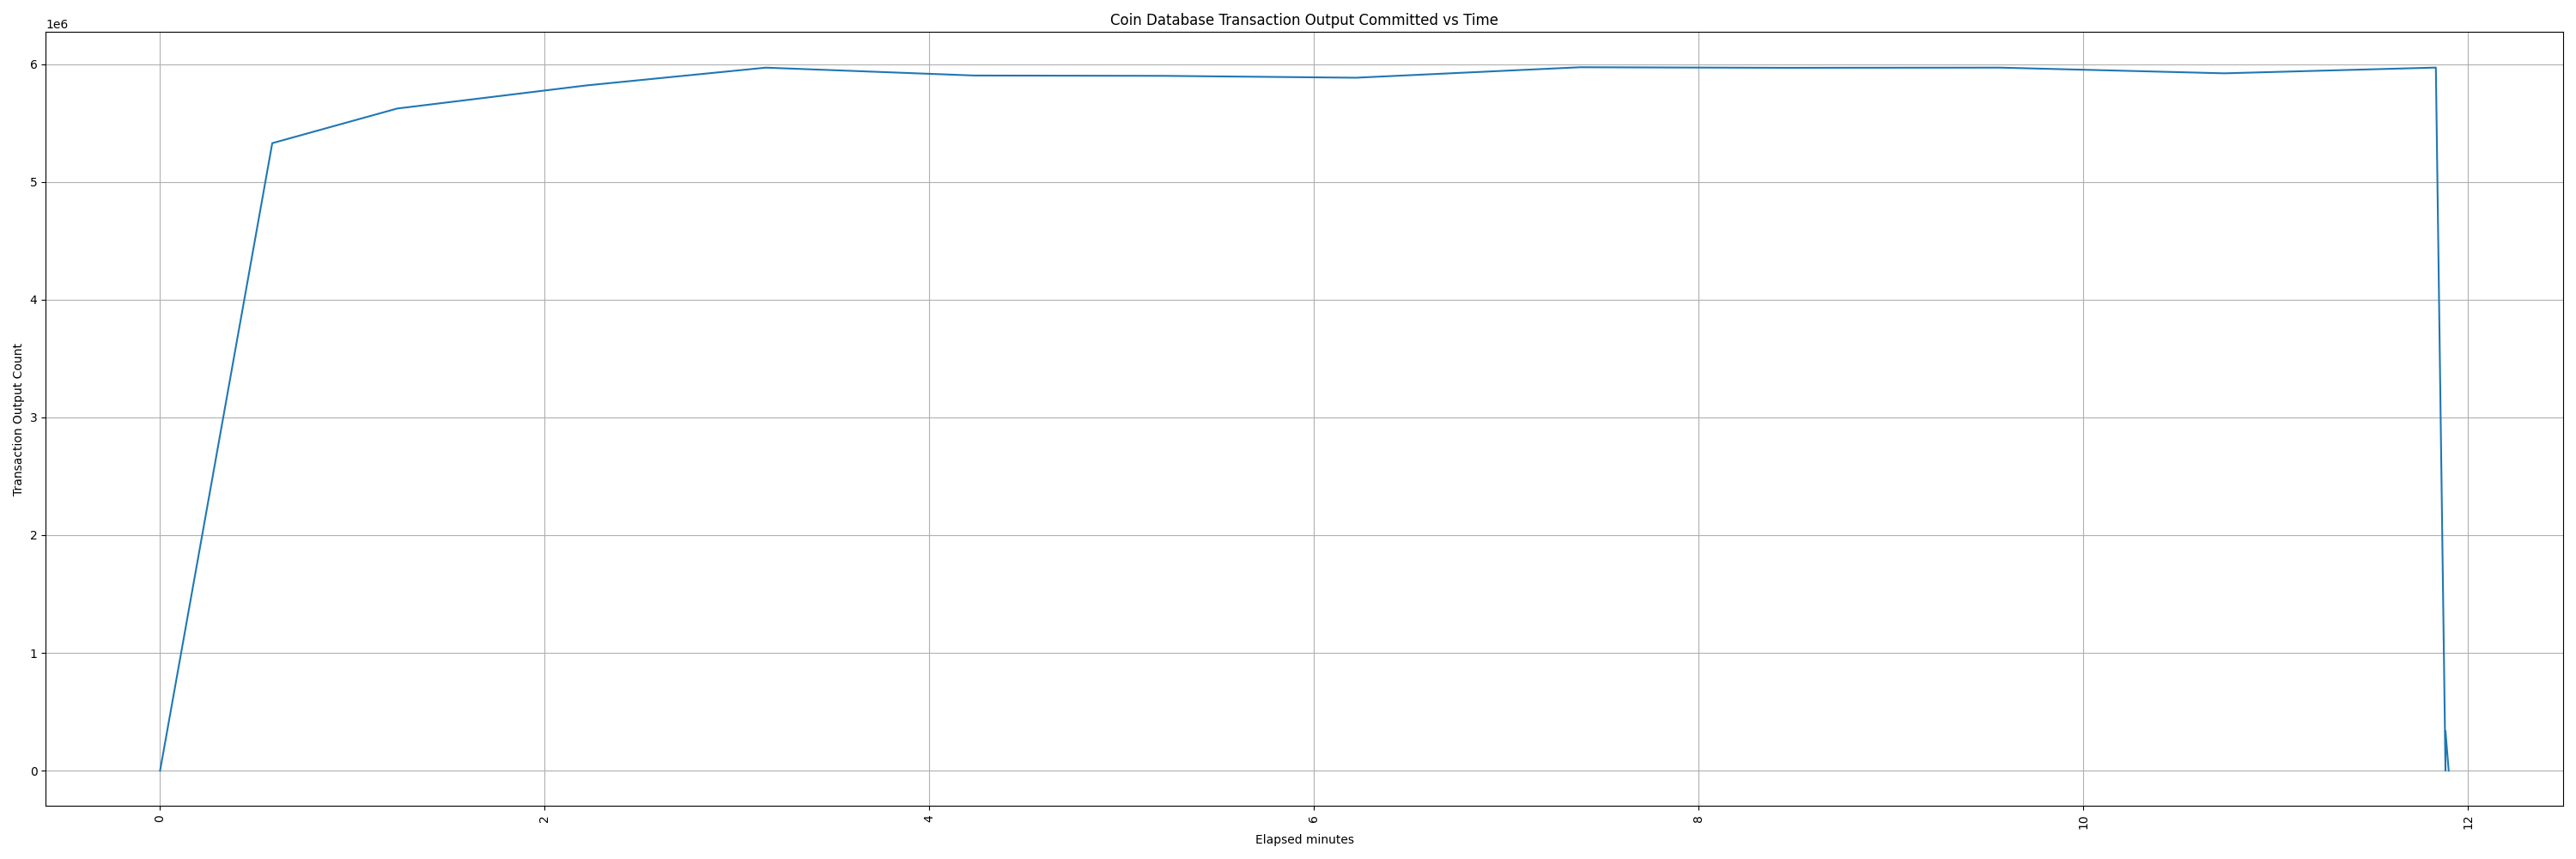 Coin Database Transaction Output Committed vs Time
1e6
6
5
4
3
2
1
0
Transaction Output Count
0 2 4 6 8 10 12
Elapsed minutes